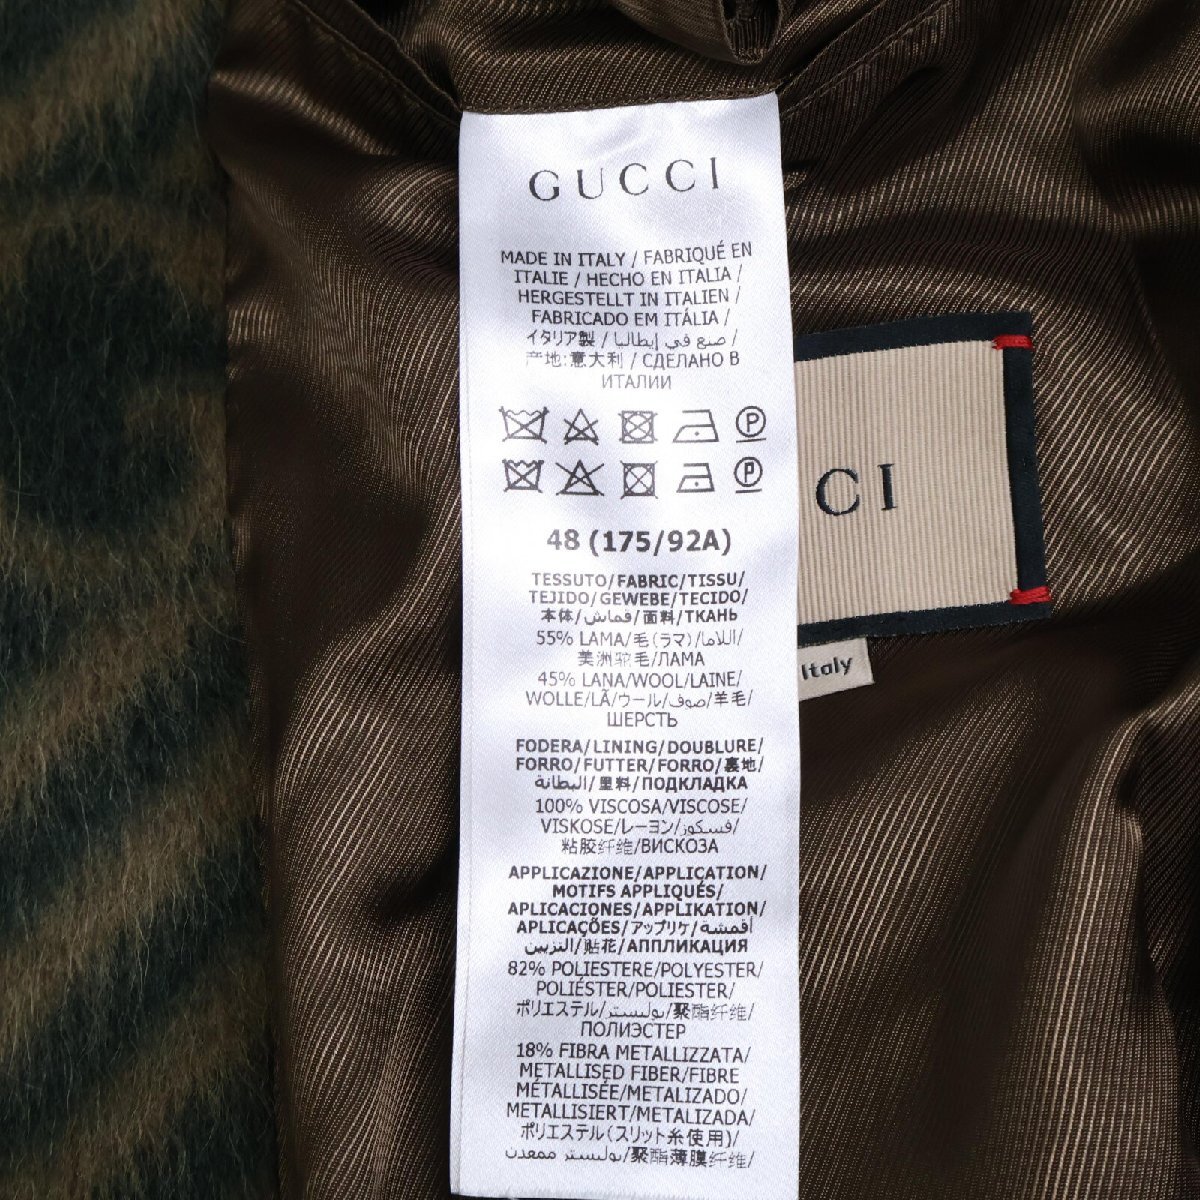 GUCCI
MADE IN ITALY / FABRIQUÉ EN
ITALIE / HECHO EN ITALIA /
HERGESTELLT IN ITALIEN /
FABRICADO EM ITÁLIA /
イタリア製 / صنع في إيطاليا /
产地:意大利 / СДЕЛАНО В
ИТАЛИИ
P
P
48 (175/92A)
TESSUTO/FABRIC/TISSU/
TEJIDO/GEWEBE/TECIDO/
本体/قماش/面料/ТКАНЬ
55% LAMA/毛(ラマ)/اللاما/
美洲驼毛/ЛАМА
45% LANA/WOOL/LAINE/
WOLLE/LÃ/ウール/صوف/羊毛/
ШЕРСТЬ
FODERA/LINING/DOUBLURE/
FORRO/FUTTER/FORRO/裏地/
البطانة/里料/ПОДКЛАДКА
100% VISCOSA/VISCOSE/
VISKOSE/レーヨン/فسكوز/
粘胶纤维/ВИСКОЗА
APPLICAZIONE/APPLICATION/
MOTIFS APPLIQUÉS/
APLICACIONES/APPLIKATION/
APLICAÇÕES/アップリケ/أقمشة
التزيين/贴花/АППЛИКАЦИЯ
82% POLIESTERE/POLYESTER/
POLIÉSTER/POLIESTER/
ポリエステル/بوليستر/聚酯纤维/
ПОЛИЭСТЕР
18% FIBRA METALLIZZATA/
METALLISED FIBER/FIBRE
MÉTALLISÉE/METALIZADO/
METALLISIERT/METALIZADA/
ポリエステル(スリット糸使用)/
بوليستر ممعدن/聚酯薄膜纤维/
CI
Italy